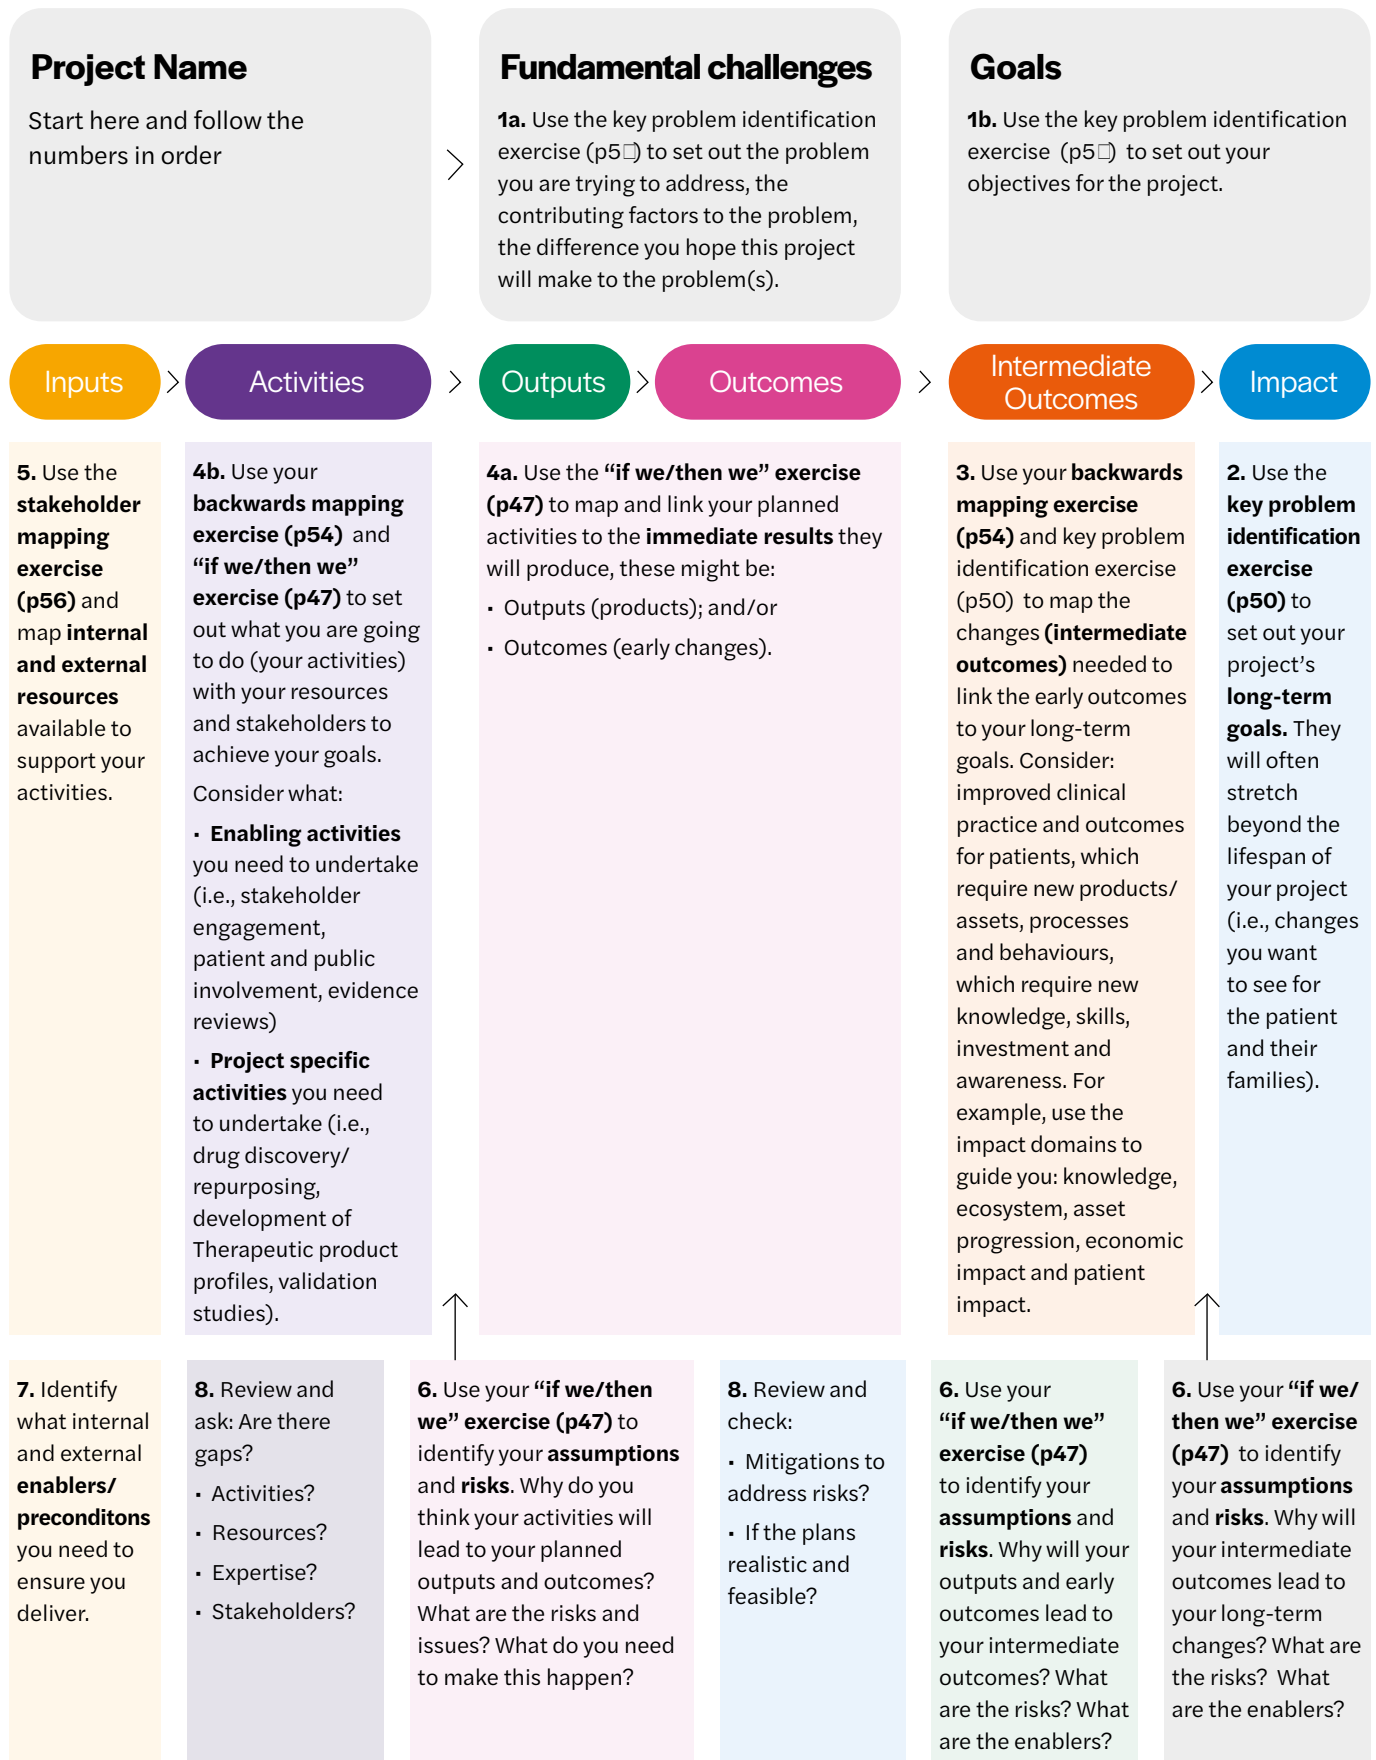 Project Name
Start here and follow the
numbers in order
Fundamental challenges
1a. Use the key problem identification
exercise (p5□) to set out the problem
you are trying to address, the
contributing factors to the problem,
the difference you hope this project
will make to the problem(s).
Goals
1b. Use the key problem identification
exercise (p5□) to set out your
objectives for the project.
Inputs
Activities
Outputs
Outcomes
Intermediate
Outcomes
Impact
5. Use the
stakeholder
mapping
exercise
(p56) and
map internal
and external
resources
available to
support your
activities.
4b. Use your
backwards mapping
exercise (p54) and
“if we/then we”
exercise (p47) to set
out what you are going
to do (your activities)
with your resources
and stakeholders to
achieve your goals.
Consider what:
· Enabling activities
you need to undertake
(i.e., stakeholder
engagement,
patient and public
involvement, evidence
reviews)
· Project specific
activities you need
to undertake (i.e.,
drug discovery/
repurposing,
development of
Therapeutic product
profiles, validation
studies).
4a. Use the “if we/then we” exercise
(p47) to map and link your planned
activities to the immediate results they
will produce, these might be:
· Outputs (products); and/or
· Outcomes (early changes).
3. Use your backwards
mapping exercise
(p54) and key problem
identification exercise
(p50) to map the
changes (intermediate
outcomes) needed to
link the early outcomes
to your long-term
goals. Consider:
improved clinical
practice and outcomes
for patients, which
require new products/
assets, processes
and behaviours,
which require new
knowledge, skills,
investment and
awareness. For
example, use the
impact domains to
guide you: knowledge,
ecosystem, asset
progression, economic
impact and patient
impact.
2. Use the
key problem
identification
exercise
(p50) to
set out your
project’s
long-term
goals. They
will often
stretch
beyond the
lifespan of
your project
(i.e., changes
you want
to see for
the patient
and their
families).
7. Identify
what internal
and external
enablers/
preconditons
you need to
ensure you
deliver.
8. Review and
ask: Are there
gaps?
· Activities?
· Resources?
· Expertise?
· Stakeholders?
6. Use your “if we/then
we” exercise (p47) to
identify your assumptions
and risks. Why do you
think your activities will
lead to your planned
outputs and outcomes?
What are the risks and
issues? What do you need
to make this happen?
8. Review and
check:
· Mitigations to
address risks?
· If the plans
realistic and
feasible?
6. Use your
“if we/then we”
exercise (p47)
to identify your
assumptions and
risks. Why will your
outputs and early
outcomes lead to
your intermediate
outcomes? What
are the risks? What
are the enablers?
6. Use your “if we/
then we” exercise
(p47) to identify
your assumptions
and risks. Why will
your intermediate
outcomes lead to
your long-term
changes? What are
the risks? What
are the enablers?